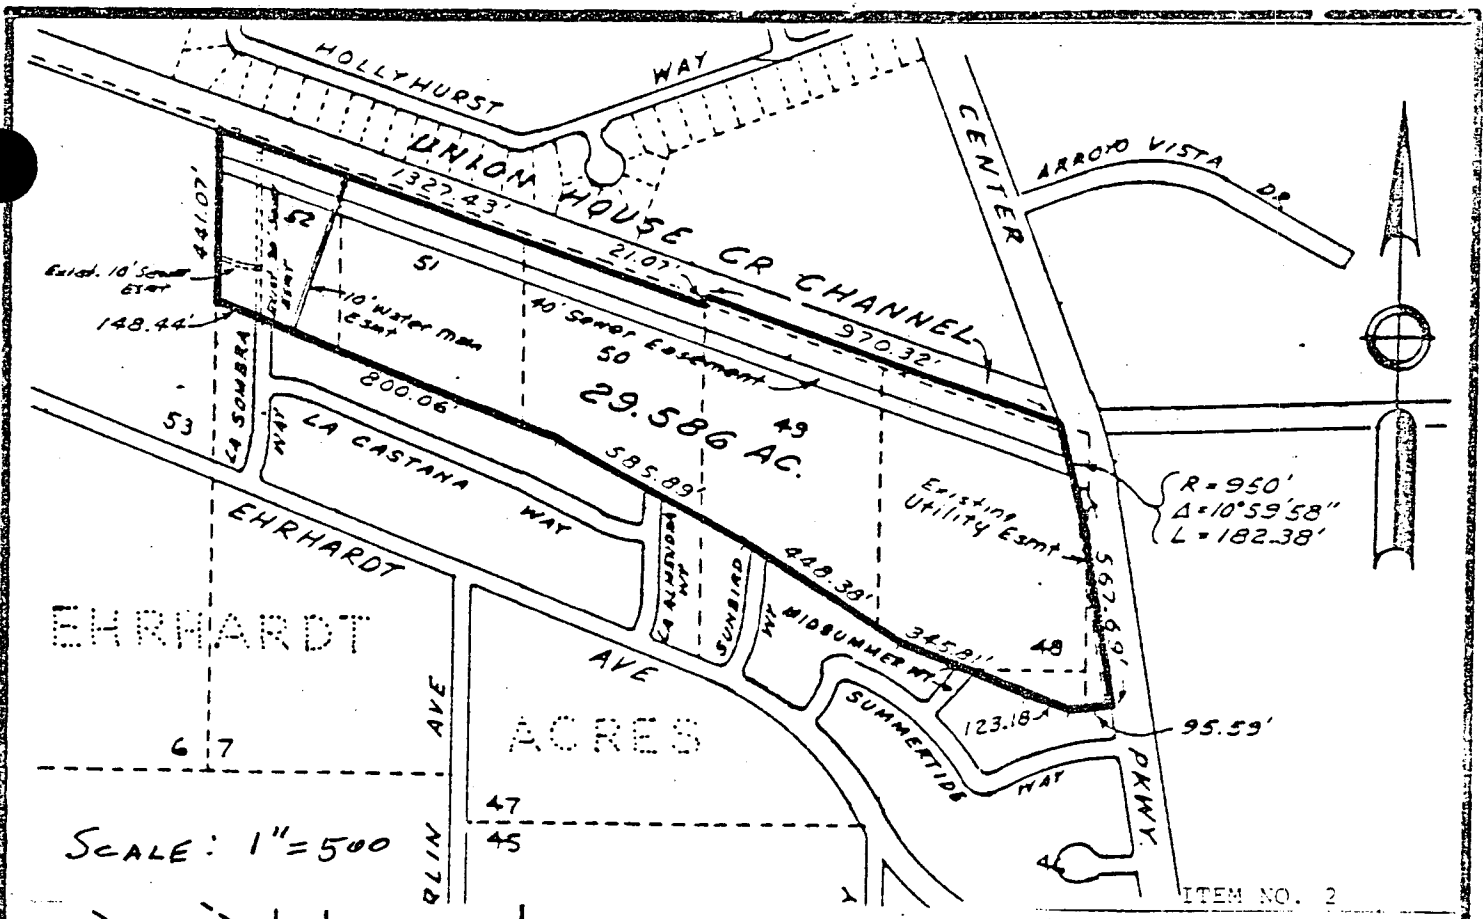 HOLLYHURST WAY
UNION HOUSE CR CHANNEL
CENTER
ARROYO VISTA DR.
1327.43'
441.07'
52
51
21.07'
970.32'
Exist. 10' Sewer
ESMT
148.44'
10' Water Main
Esmt
40' Sewer Easement
50
29.586 AC.
49
800.06'
585.89'
R = 950'
Δ = 10°59'58"
L = 182.38'
Existing
Utility Esmt
567.69'
53
LA SOMBRA
WAY
LA CASTANA
WAY
EHRHARDT
AVE
LA ALMENDRA
WY
SUNBIRD
WY
448.38'
MIDSUMMER WY
345.81'
48
123.18'
95.59'
SUMMERTIDE
WAY
PKWY.
EHRHARDT
ACRES
AVE
6 7
47
45
SCALE: 1"=500
RLIN
ITEM NO. 2